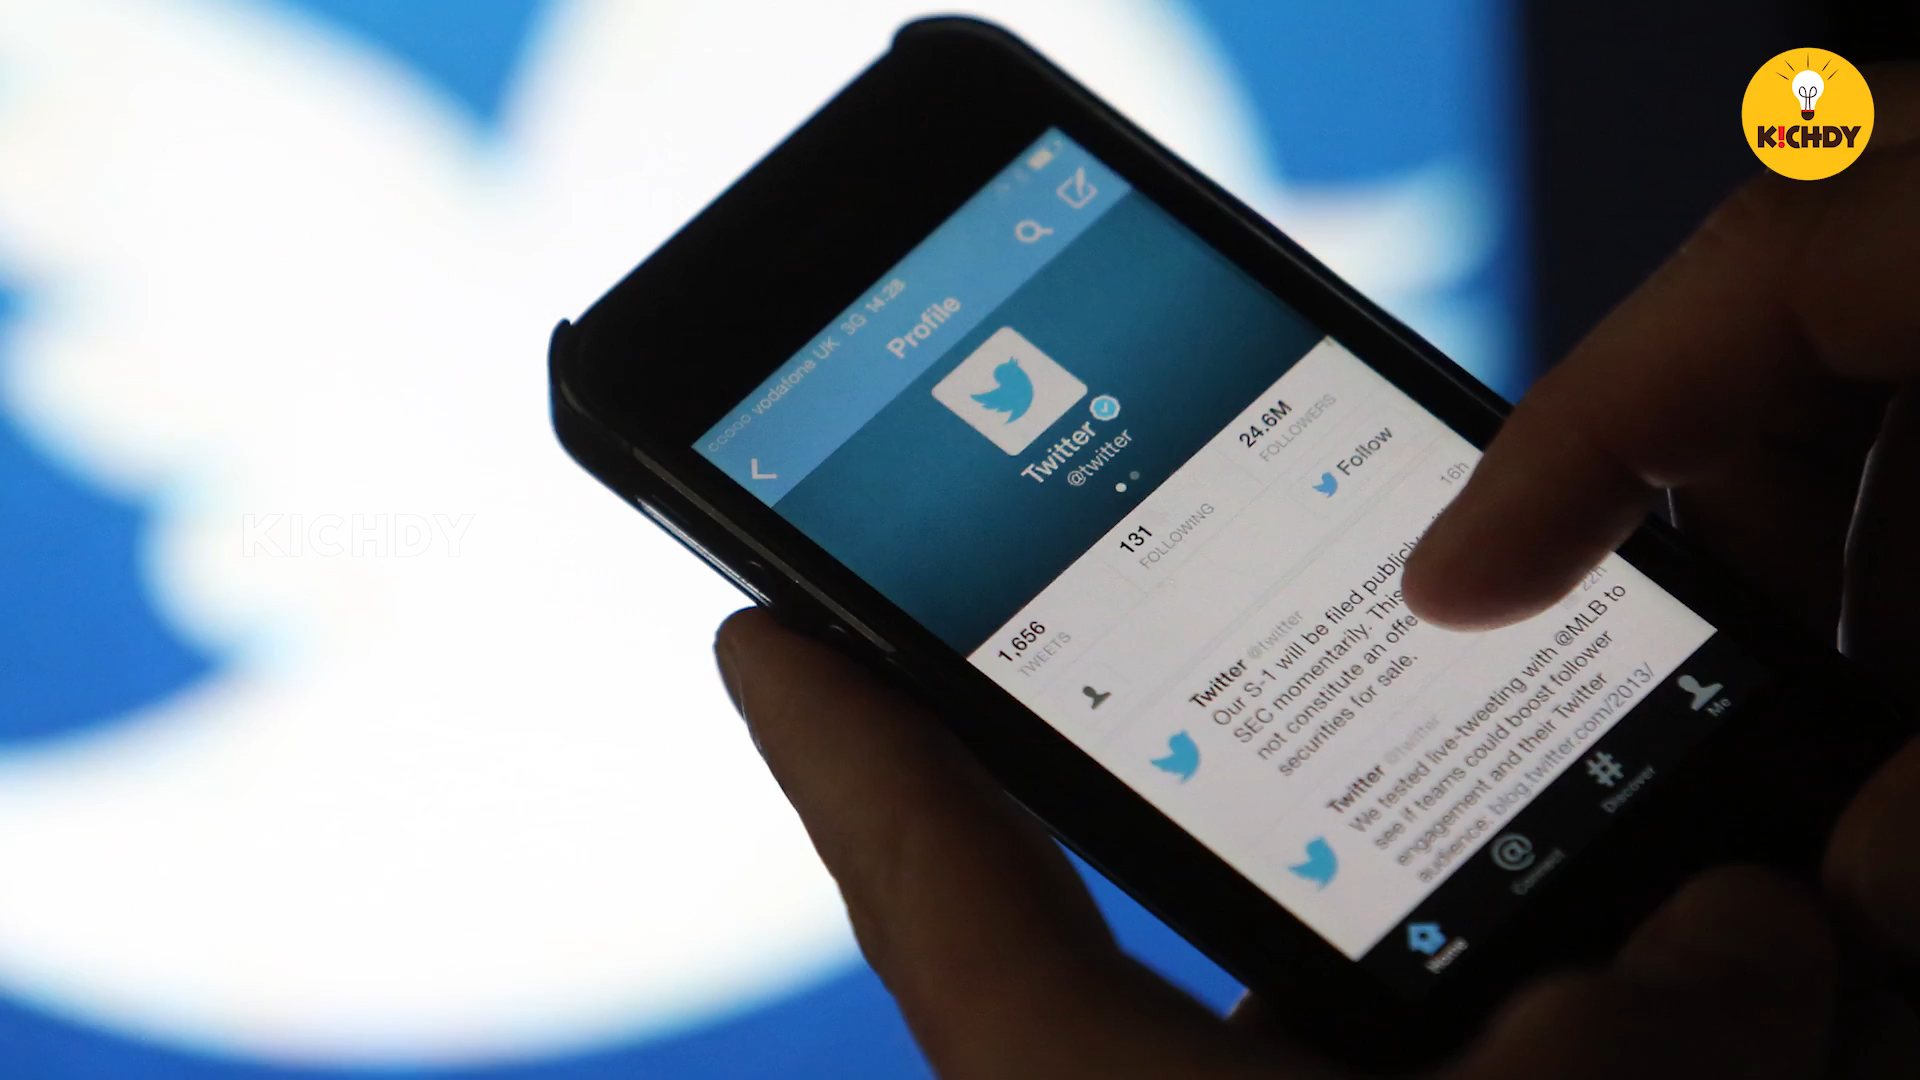 K!CHDY
KICHDY
vodafone UK 3G 14:28
Profile
Twitter
@twitter
1,656
TWEETS
131
FOLLOWING
24.6M
FOLLOWERS
Follow
Twitter @twitter 16h
Our S-1 will be filed publicly
SEC momentarily. This
not constitute an offe
securities for sale.
Twitter @twitter 22h
We tested live-tweeting with @MLB to
see if teams could boost follower
engagement and their Twitter
audience: blog.twitter.com/2013/
Home
@ Connect
# Discover
Me